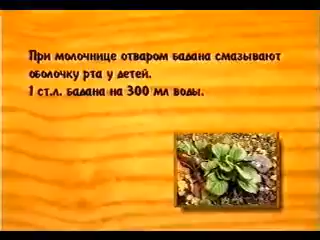 При молочнице отваром бадана смазывают
оболочку рта у детей.
1 ст.л. бадана на 300 мл воды.